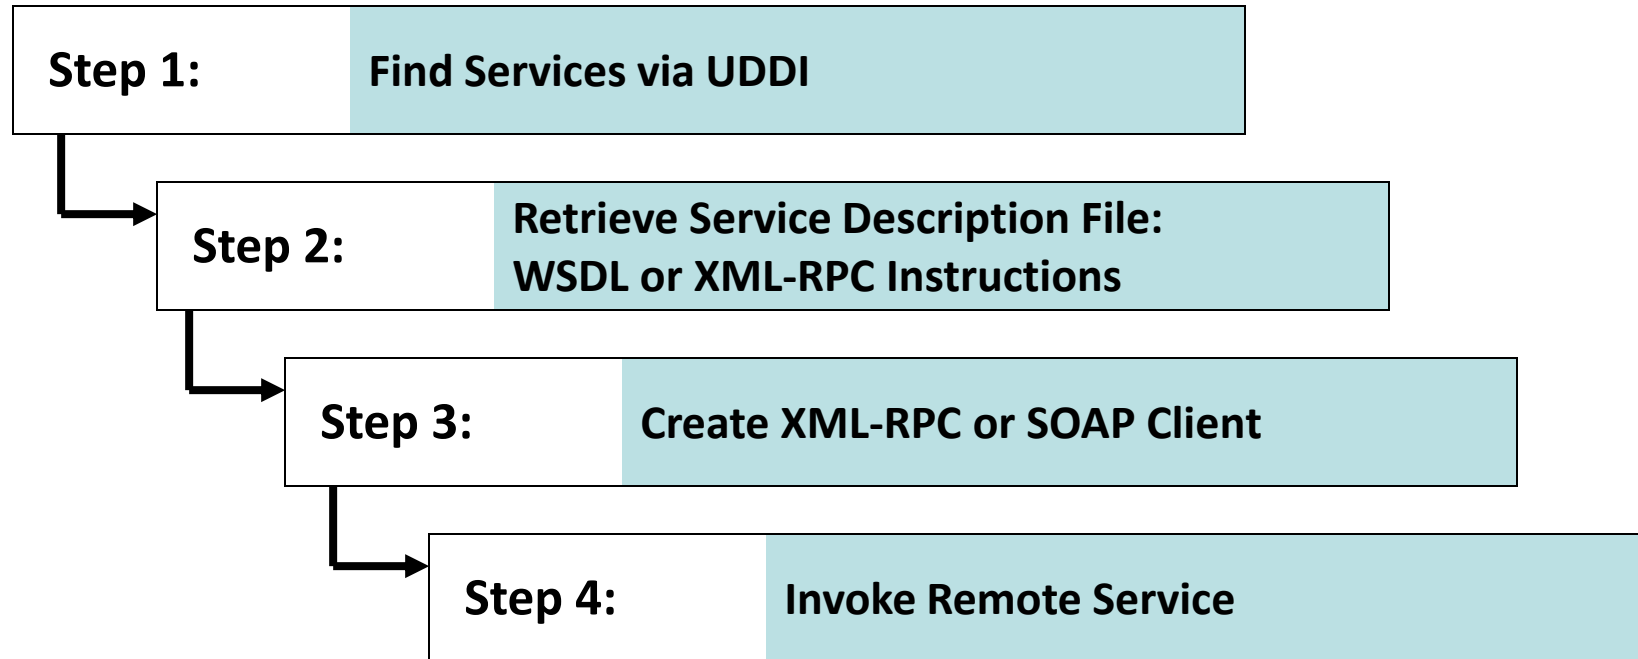 Step 1:
Find Services via UDDI
Step 2:
Retrieve Service Description File:
WSDL or XML-RPC Instructions
Step 3:
Create XML-RPC or SOAP Client
Step 4:
Invoke Remote Service